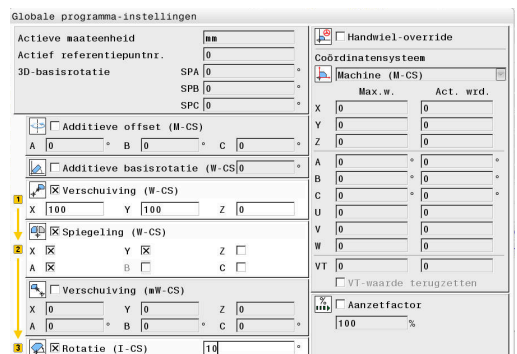 Globale programma-instellingen
Actieve maateenheid mm
Actief referentiepuntnr. 0
3D-basisrotatie SPA 0 °
SPB 0 °
SPC 0 °
Additieve offset (M-CS)
A 0 ° B 0 ° C 0 °
Additieve basisrotatie (W-CS 0 °
1 Verschuiving (W-CS)
X 100 Y 100 Z 0
Spiegeling (W-CS)
2 X Y Z
A B C
Verschuiving (mW-CS)
X 0 Y 0 Z 0
A 0 ° B 0 ° C 0 °
3 Rotatie (I-CS) 10 °
Handwiel-override
Coördinatensysteem
Machine (M-CS)
Max.w. Act. wrd.
X 0 0
Y 0 0
Z 0 0
A 0 ° 0 °
B 0 ° 0 °
C 0 ° 0 °
U 0 0
V 0 0
W 0 0
VT 0 0
VT-waarde terugzetten
% Aanzetfactor
100 %